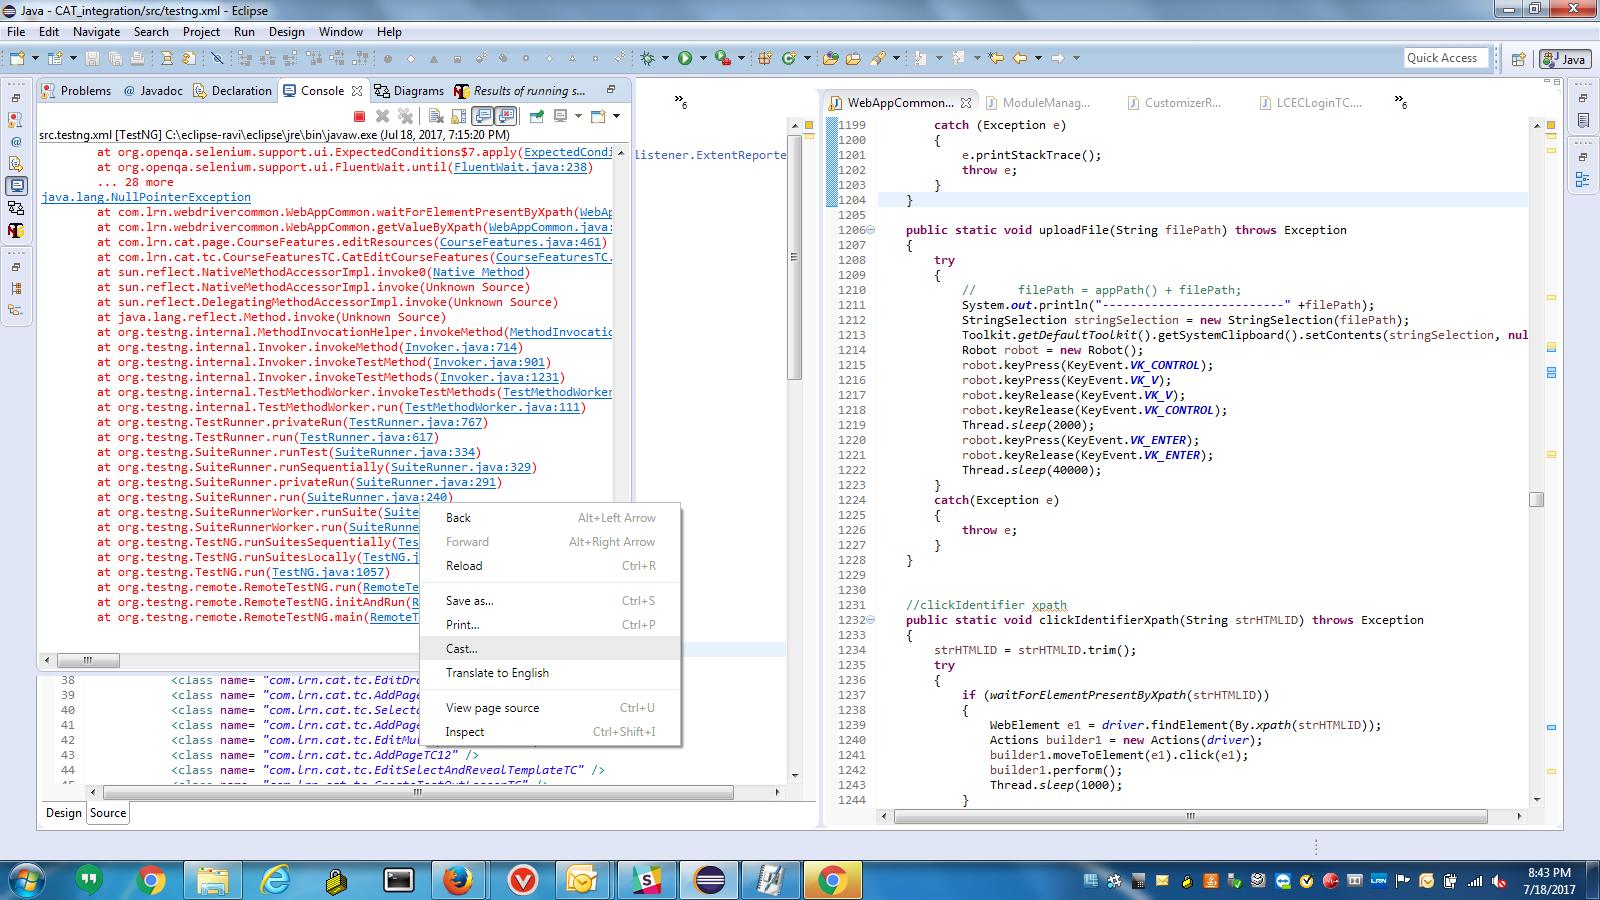 Java - CAT_integration/src/testng.xml - Eclipse
File Edit Navigate Search Project Run Design Window Help
Quick Access
Java
Problems @ Javadoc Declaration Console Diagrams Results of running s...
»6
WebAppCommon... ModuleManag... CustomizerR... LCECLoginTC....
»6
src.testng.xml [TestNG] C:\eclipse-ravi\eclipse\jre\bin\javaw.exe (Jul 18, 2017, 7:15:20 PM)
at org.openqa.selenium.support.ui.ExpectedConditions$7.apply(ExpectedCondi
at org.openqa.selenium.support.ui.FluentWait.until(FluentWait.java:238)
... 28 more
java.lang.NullPointerException
at com.lrn.webdrivercommon.WebAppCommon.waitForElementPresentByXpath(WebAp
at com.lrn.webdrivercommon.WebAppCommon.getValueByXpath(WebAppCommon.java:
at com.lrn.cat.page.CourseFeatures.editResources(CourseFeatures.java:461)
at com.lrn.cat.tc.CourseFeaturesTC.CatEditCourseFeatures(CourseFeaturesTC.
at sun.reflect.NativeMethodAccessorImpl.invoke0(Native Method)
at sun.reflect.NativeMethodAccessorImpl.invoke(Unknown Source)
at sun.reflect.DelegatingMethodAccessorImpl.invoke(Unknown Source)
at java.lang.reflect.Method.invoke(Unknown Source)
at org.testng.internal.MethodInvocationHelper.invokeMethod(MethodInvocatio
at org.testng.internal.Invoker.invokeMethod(Invoker.java:714)
at org.testng.internal.Invoker.invokeTestMethod(Invoker.java:901)
at org.testng.internal.Invoker.invokeTestMethods(Invoker.java:1231)
at org.testng.internal.TestMethodWorker.invokeTestMethods(TestMethodWorker
at org.testng.internal.TestMethodWorker.run(TestMethodWorker.java:111)
at org.testng.TestRunner.privateRun(TestRunner.java:767)
at org.testng.TestRunner.run(TestRunner.java:617)
at org.testng.SuiteRunner.runTest(SuiteRunner.java:334)
at org.testng.SuiteRunner.runSequentially(SuiteRunner.java:329)
at org.testng.SuiteRunner.privateRun(SuiteRunner.java:291)
at org.testng.SuiteRunner.run(SuiteRunner.java:240)
at org.testng.SuiteRunnerWorker.runSuite(Suite
at org.testng.SuiteRunnerWorker.run(SuiteRunne
at org.testng.TestNG.runSuitesSequentially(Tes
at org.testng.TestNG.runSuitesLocally(TestNG.j
at org.testng.TestNG.run(TestNG.java:1057)
at org.testng.remote.RemoteTestNG.run(RemoteTe
at org.testng.remote.RemoteTestNG.initAndRun(R
at org.testng.remote.RemoteTestNG.main(RemoteT
listener.ExtentReporte
Back Alt+Left Arrow
Forward Alt+Right Arrow
Reload Ctrl+R
Save as... Ctrl+S
Print... Ctrl+P
Cast...
Translate to English
View page source Ctrl+U
Inspect Ctrl+Shift+I
38 <class name= "com.lrn.cat.tc.EditDra
39 <class name= "com.lrn.cat.tc.AddPage
40 <class name= "com.lrn.cat.tc.Selecta
41 <class name= "com.lrn.cat.tc.AddPage
42 <class name= "com.lrn.cat.tc.EditMul
43 <class name= "com.lrn.cat.tc.AddPageTC12" />
44 <class name= "com.lrn.cat.tc.EditSelectAndRevealTemplateTC" />
Design Source
1199 catch (Exception e)
1200 {
1201 e.printStackTrace();
1202 throw e;
1203 }
1204 }
1205
1206 public static void uploadFile(String filePath) throws Exception
1207 {
1208 try
1209 {
1210 // filePath = appPath() + filePath;
1211 System.out.println("--------------------------" +filePath);
1212 StringSelection stringSelection = new StringSelection(filePath);
1213 Toolkit.getDefaultToolkit().getSystemClipboard().setContents(stringSelection, nul
1214 Robot robot = new Robot();
1215 robot.keyPress(KeyEvent.VK_CONTROL);
1216 robot.keyPress(KeyEvent.VK_V);
1217 robot.keyRelease(KeyEvent.VK_V);
1218 robot.keyRelease(KeyEvent.VK_CONTROL);
1219 Thread.sleep(2000);
1220 robot.keyPress(KeyEvent.VK_ENTER);
1221 robot.keyRelease(KeyEvent.VK_ENTER);
1222 Thread.sleep(40000);
1223 }
1224 catch(Exception e)
1225 {
1226 throw e;
1227 }
1228 }
1229
1230
1231 //clickIdentifier xpath
1232 public static void clickIdentifierXpath(String strHTMLID) throws Exception
1233 {
1234 strHTMLID = strHTMLID.trim();
1235 try
1236 {
1237 if (waitForElementPresentByXpath(strHTMLID))
1238 {
1239 WebElement e1 = driver.findElement(By.xpath(strHTMLID));
1240 Actions builder1 = new Actions(driver);
1241 builder1.moveToElement(e1).click(e1);
1242 builder1.perform();
1243 Thread.sleep(1000);
1244 }
LRN
8:43 PM
7/18/2017